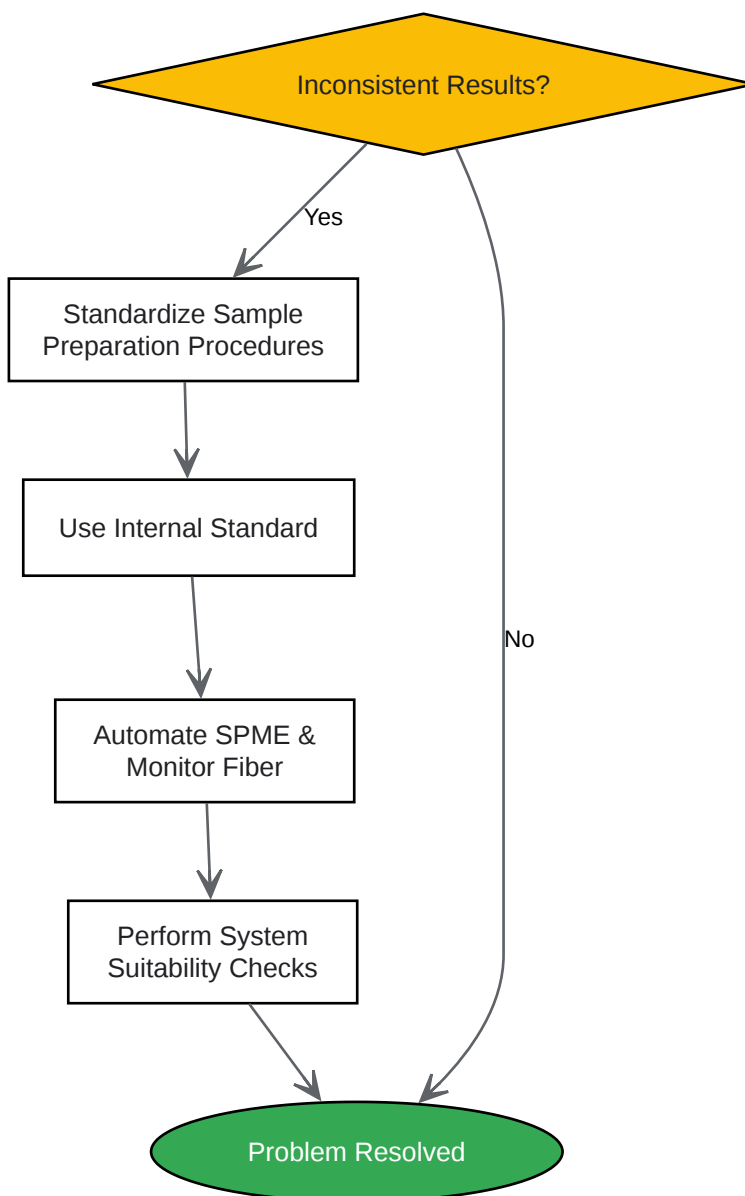 Inconsistent Results?
Yes
Standardize Sample
Preparation Procedures
Use Internal Standard
No
Automate SPME &
Monitor Fiber
Perform System
Suitability Checks
Problem Resolved